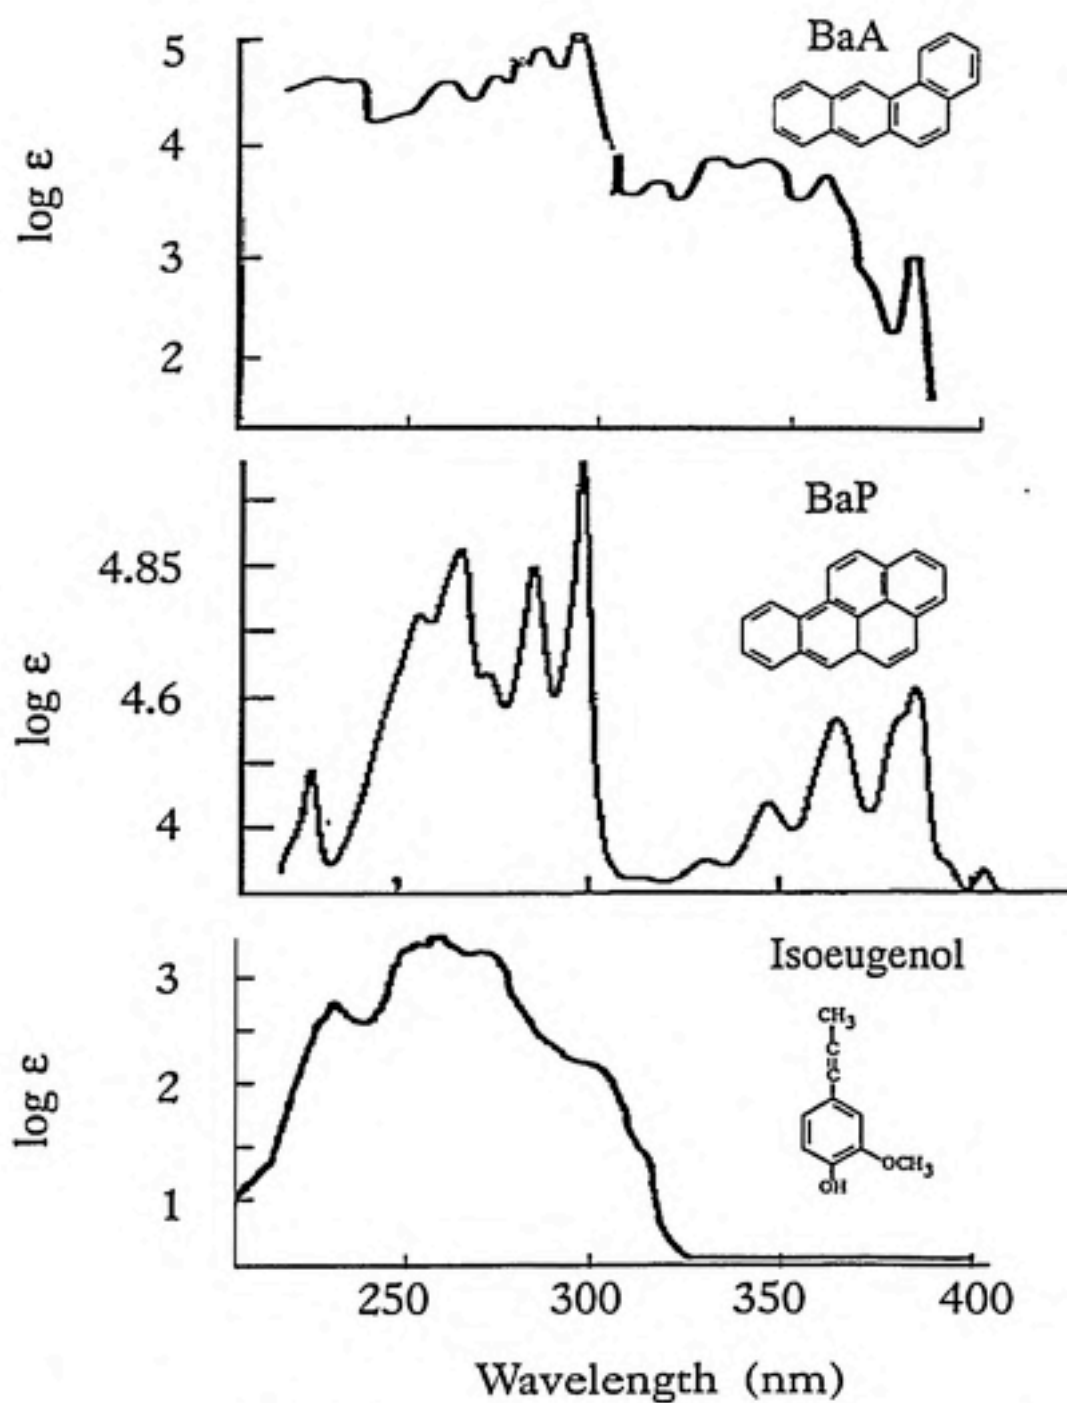 BaA
5
4
3
2
log ε
BaP
4.85
4.6
4
log ε
Isoeugenol
3
2
1
log ε
CH3
C
C
OCH3
OH
250 300 350 400
Wavelength (nm)